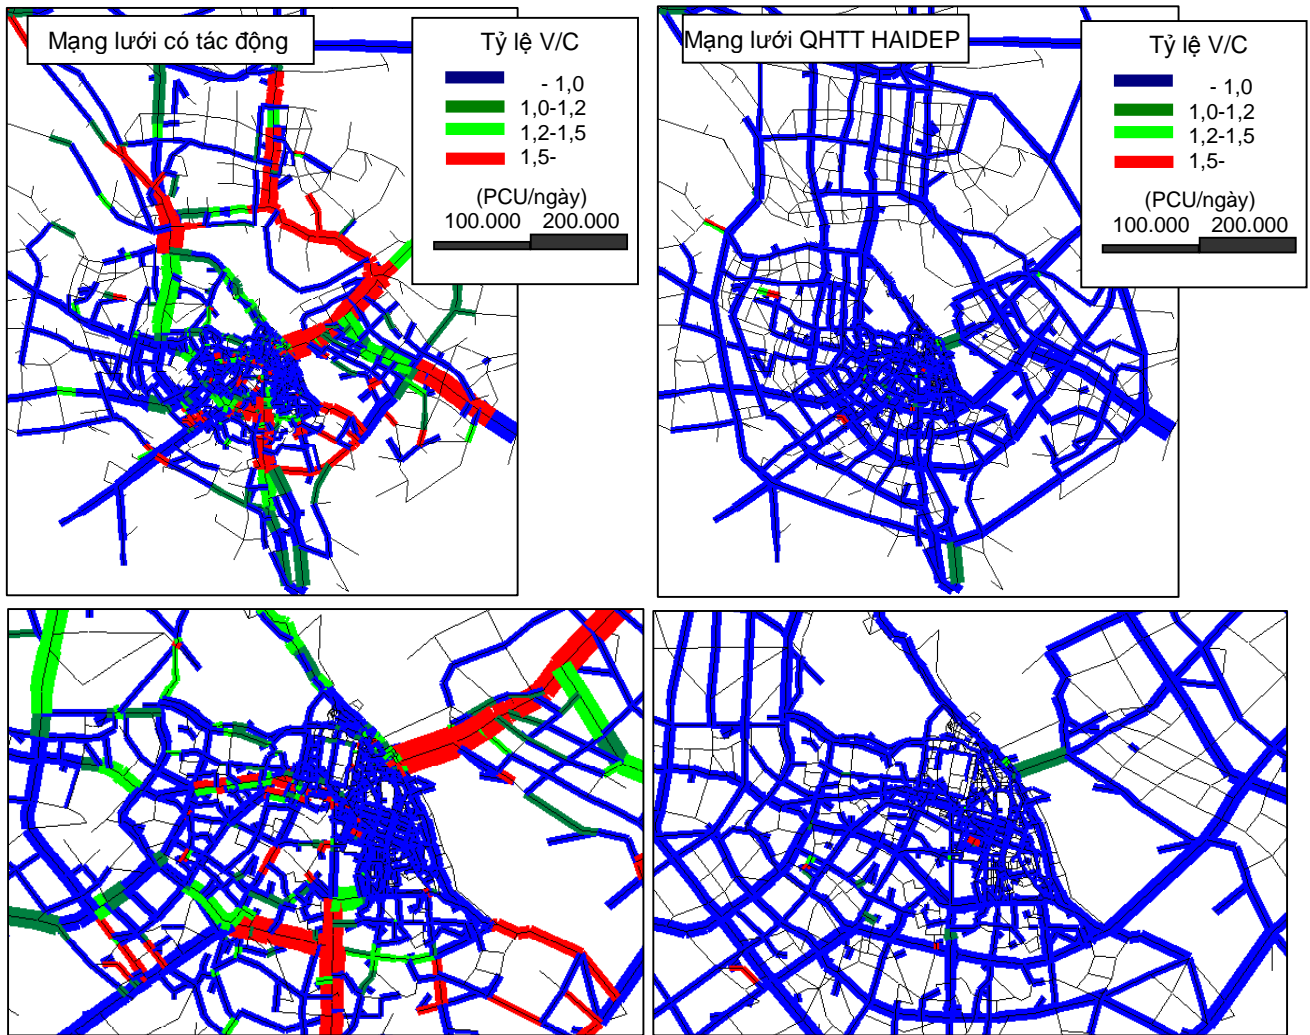 Mạng lưới có tác động
Tỷ lệ V/C
- 1,0
1,0-1,2
1,2-1,5
1,5-
(PCU/ngày)
100.000 200.000
Mạng lưới QHTT HAIDEP
Tỷ lệ V/C
- 1,0
1,0-1,2
1,2-1,5
1,5-
(PCU/ngày)
100.000 200.000